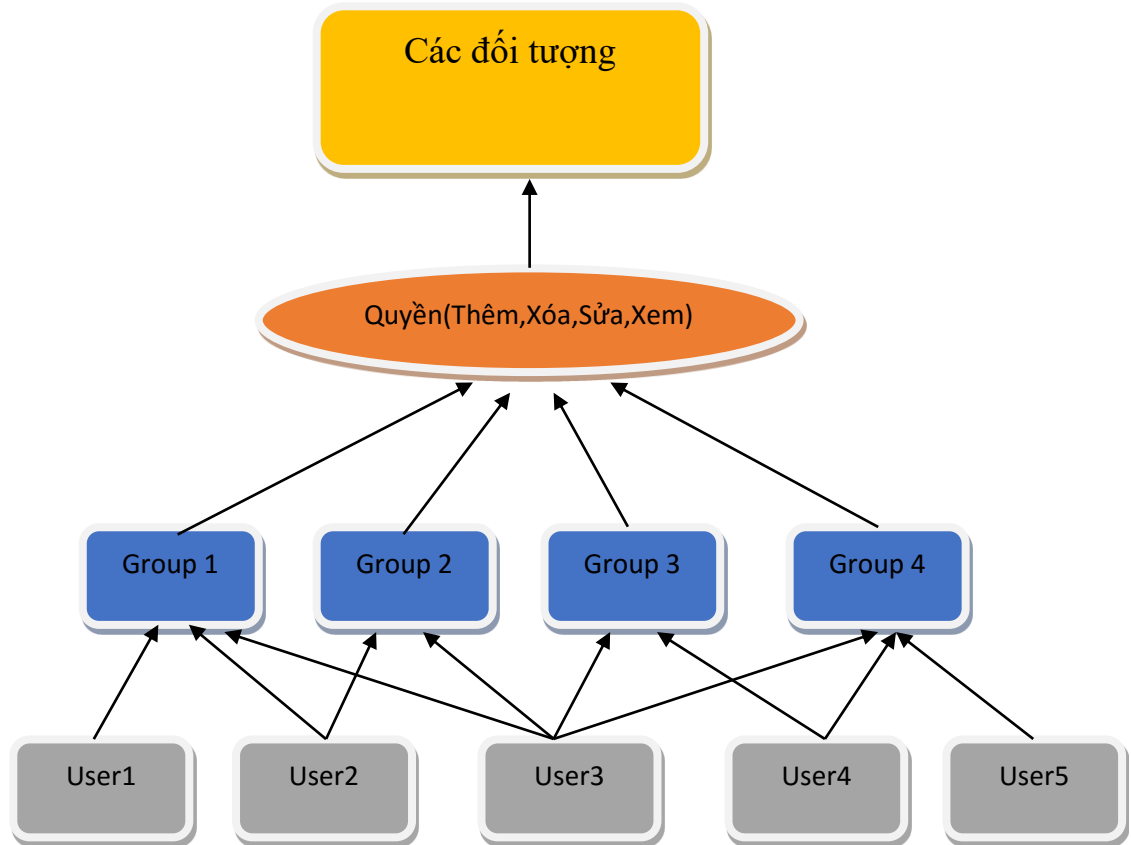 Các đối tượng
Quyền(Thêm,Xóa,Sửa,Xem)
Group 1
Group 2
Group 3
Group 4
User1
User2
User3
User4
User5